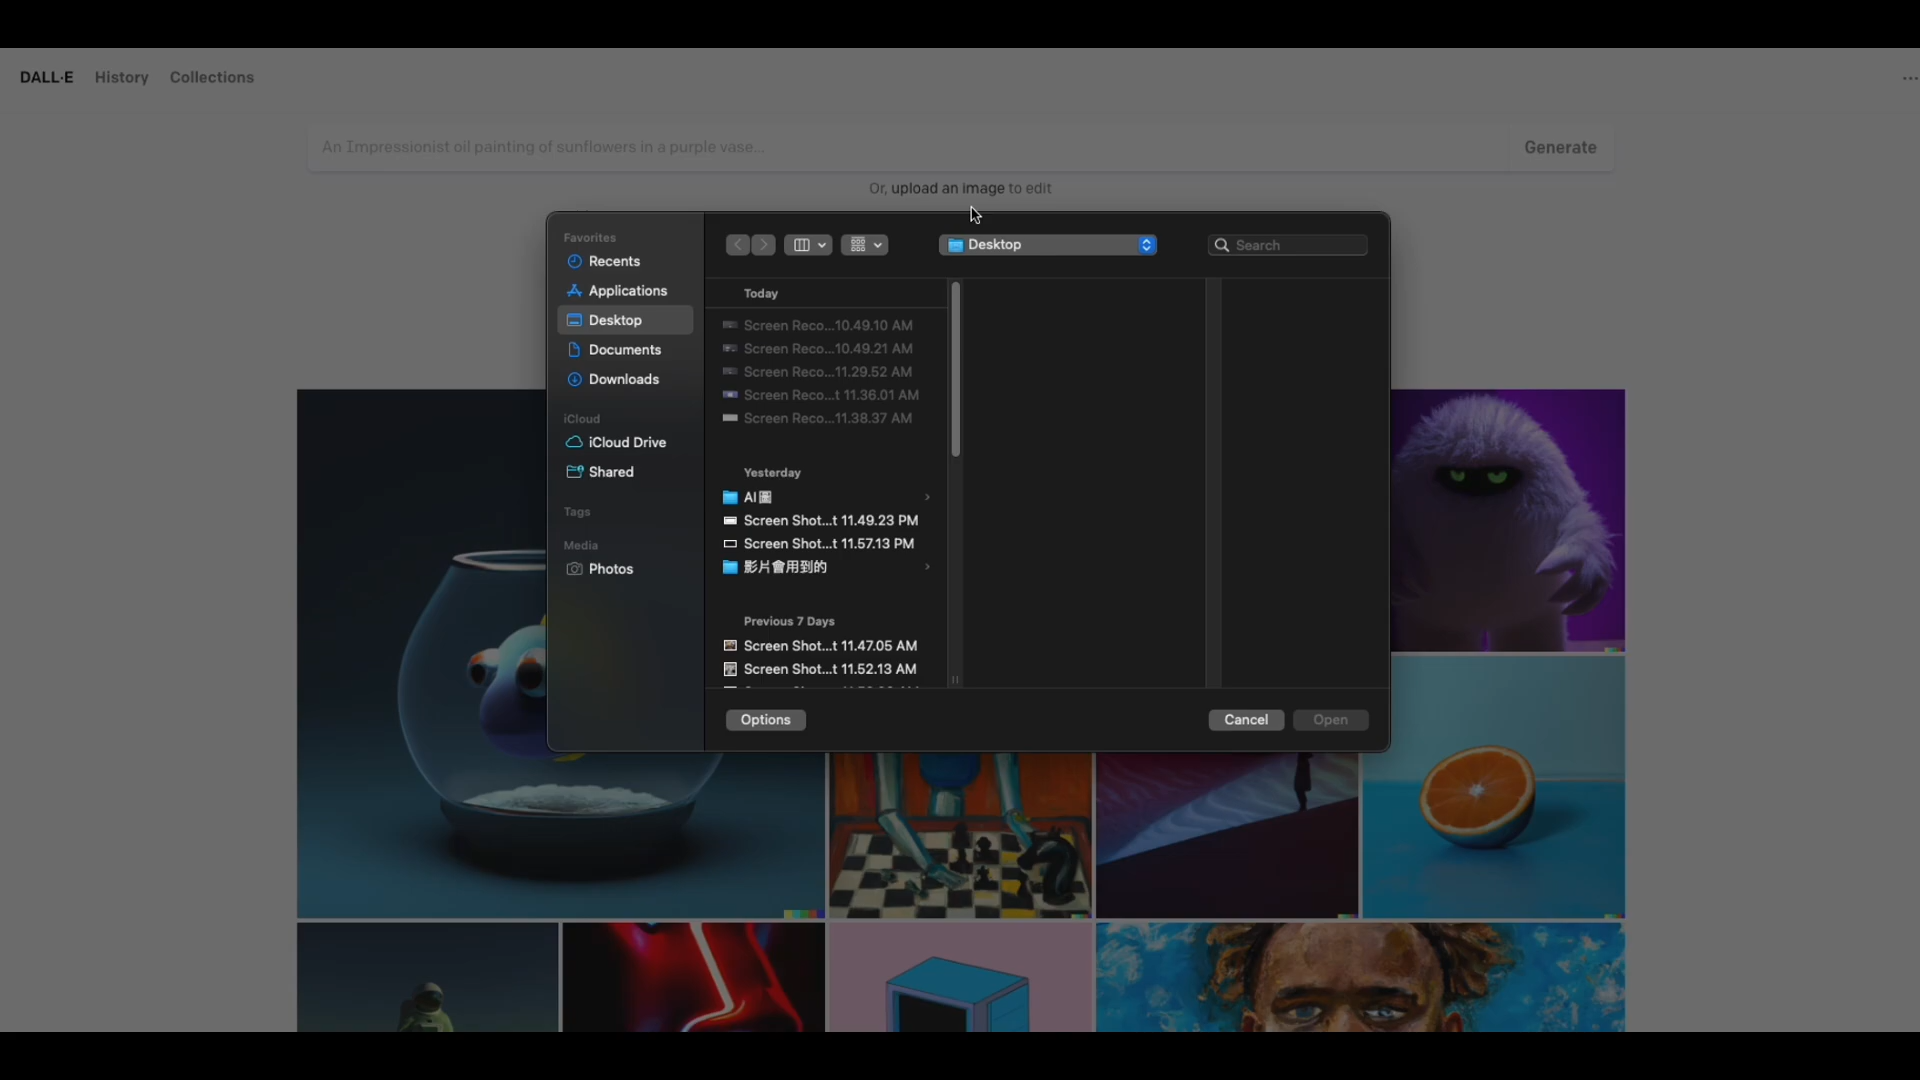 DALL·E History Collections
An Impressionist oil painting of sunflowers in a purple vase...
Generate
Or, upload an image to edit
Favorites
Recents
Applications
Desktop
Documents
Downloads
iCloud
iCloud Drive
Shared
Tags
Media
Photos
Desktop
Search
Today
Screen Reco...10.49.10 AM
Screen Reco...10.49.21 AM
Screen Reco...11.29.52 AM
Screen Reco...t 11.36.01 AM
Screen Reco...11.38.37 AM
Yesterday
AI圖
Screen Shot...t 11.49.23 PM
Screen Shot...t 11.57.13 PM
影片會用到的
Previous 7 Days
Screen Shot...t 11.47.05 AM
Screen Shot...t 11.52.13 AM
Options
Cancel
Open